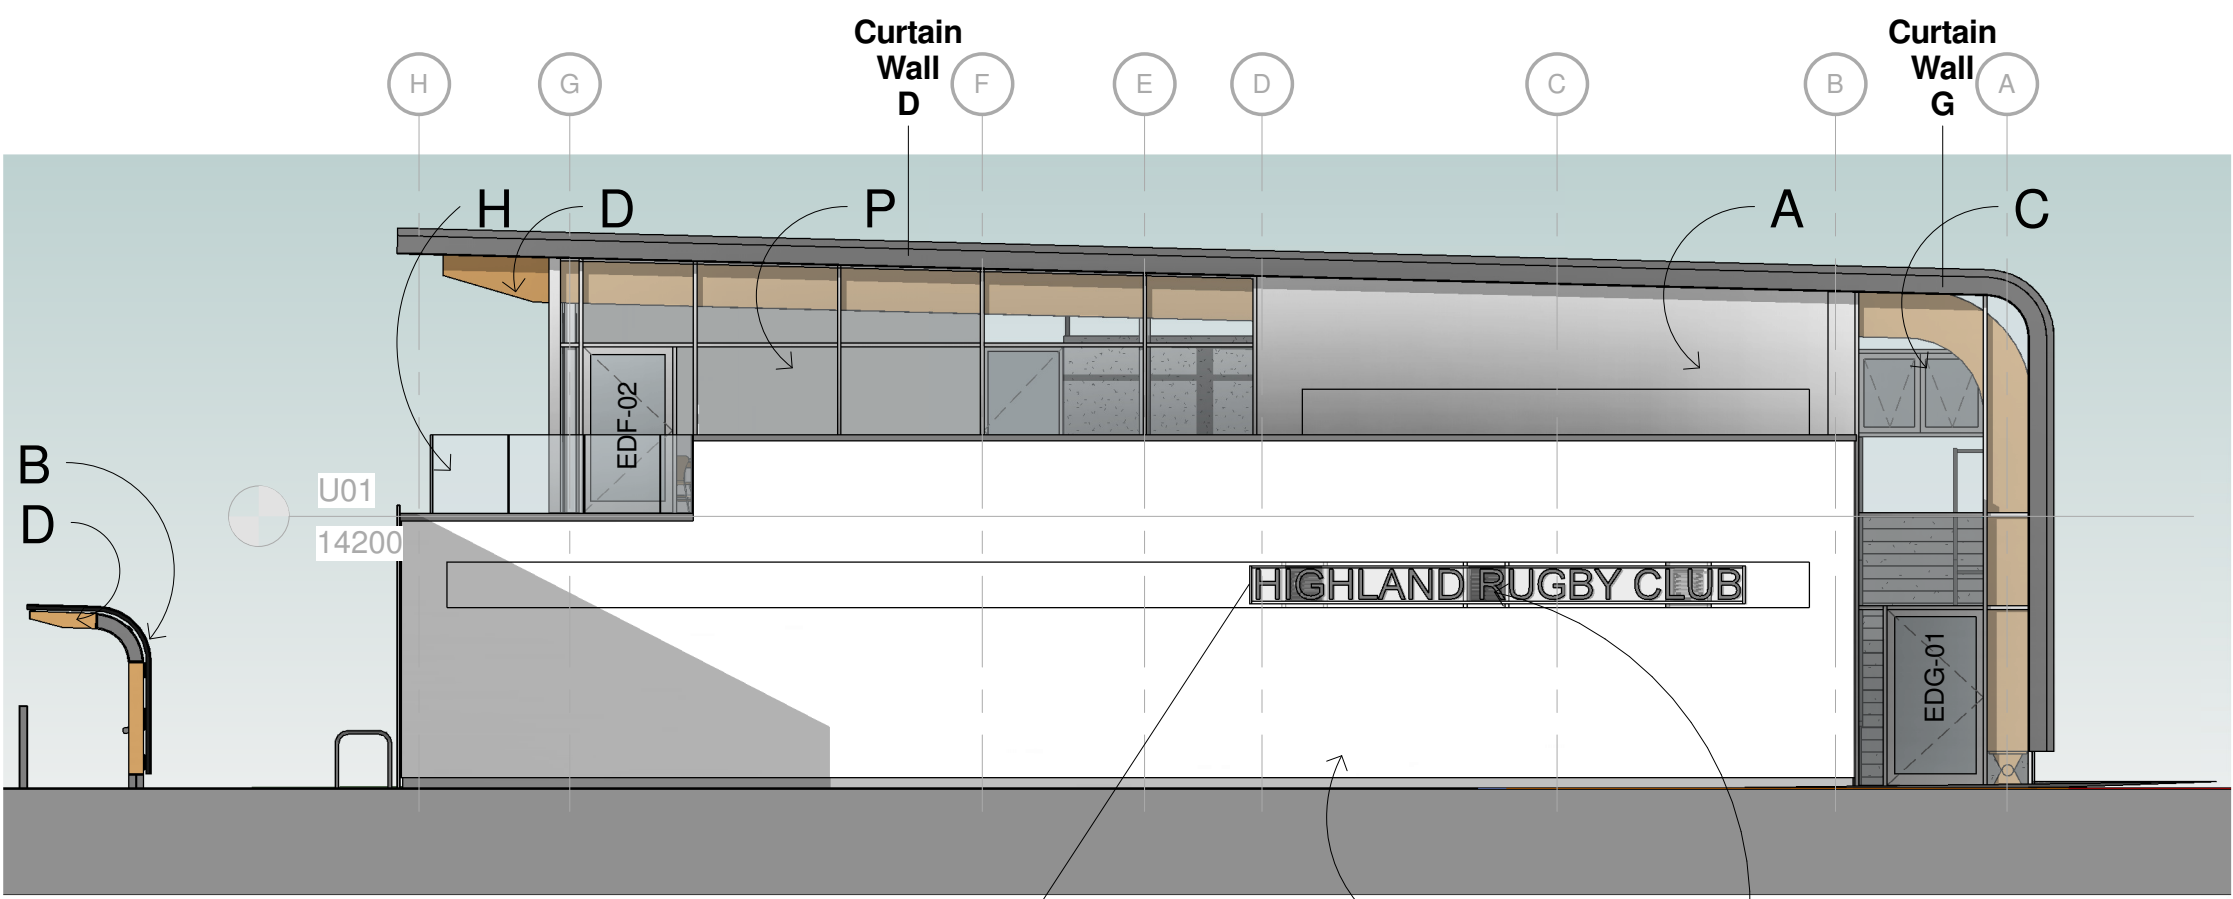 Curtain
Wall
D
Curtain
Wall
G
H
G
F
E
D
C
B
A
H
D
P
A
C
EDF-02
B
D
U01
14200
HIGHLAND RUGBY CLUB
EDG-01